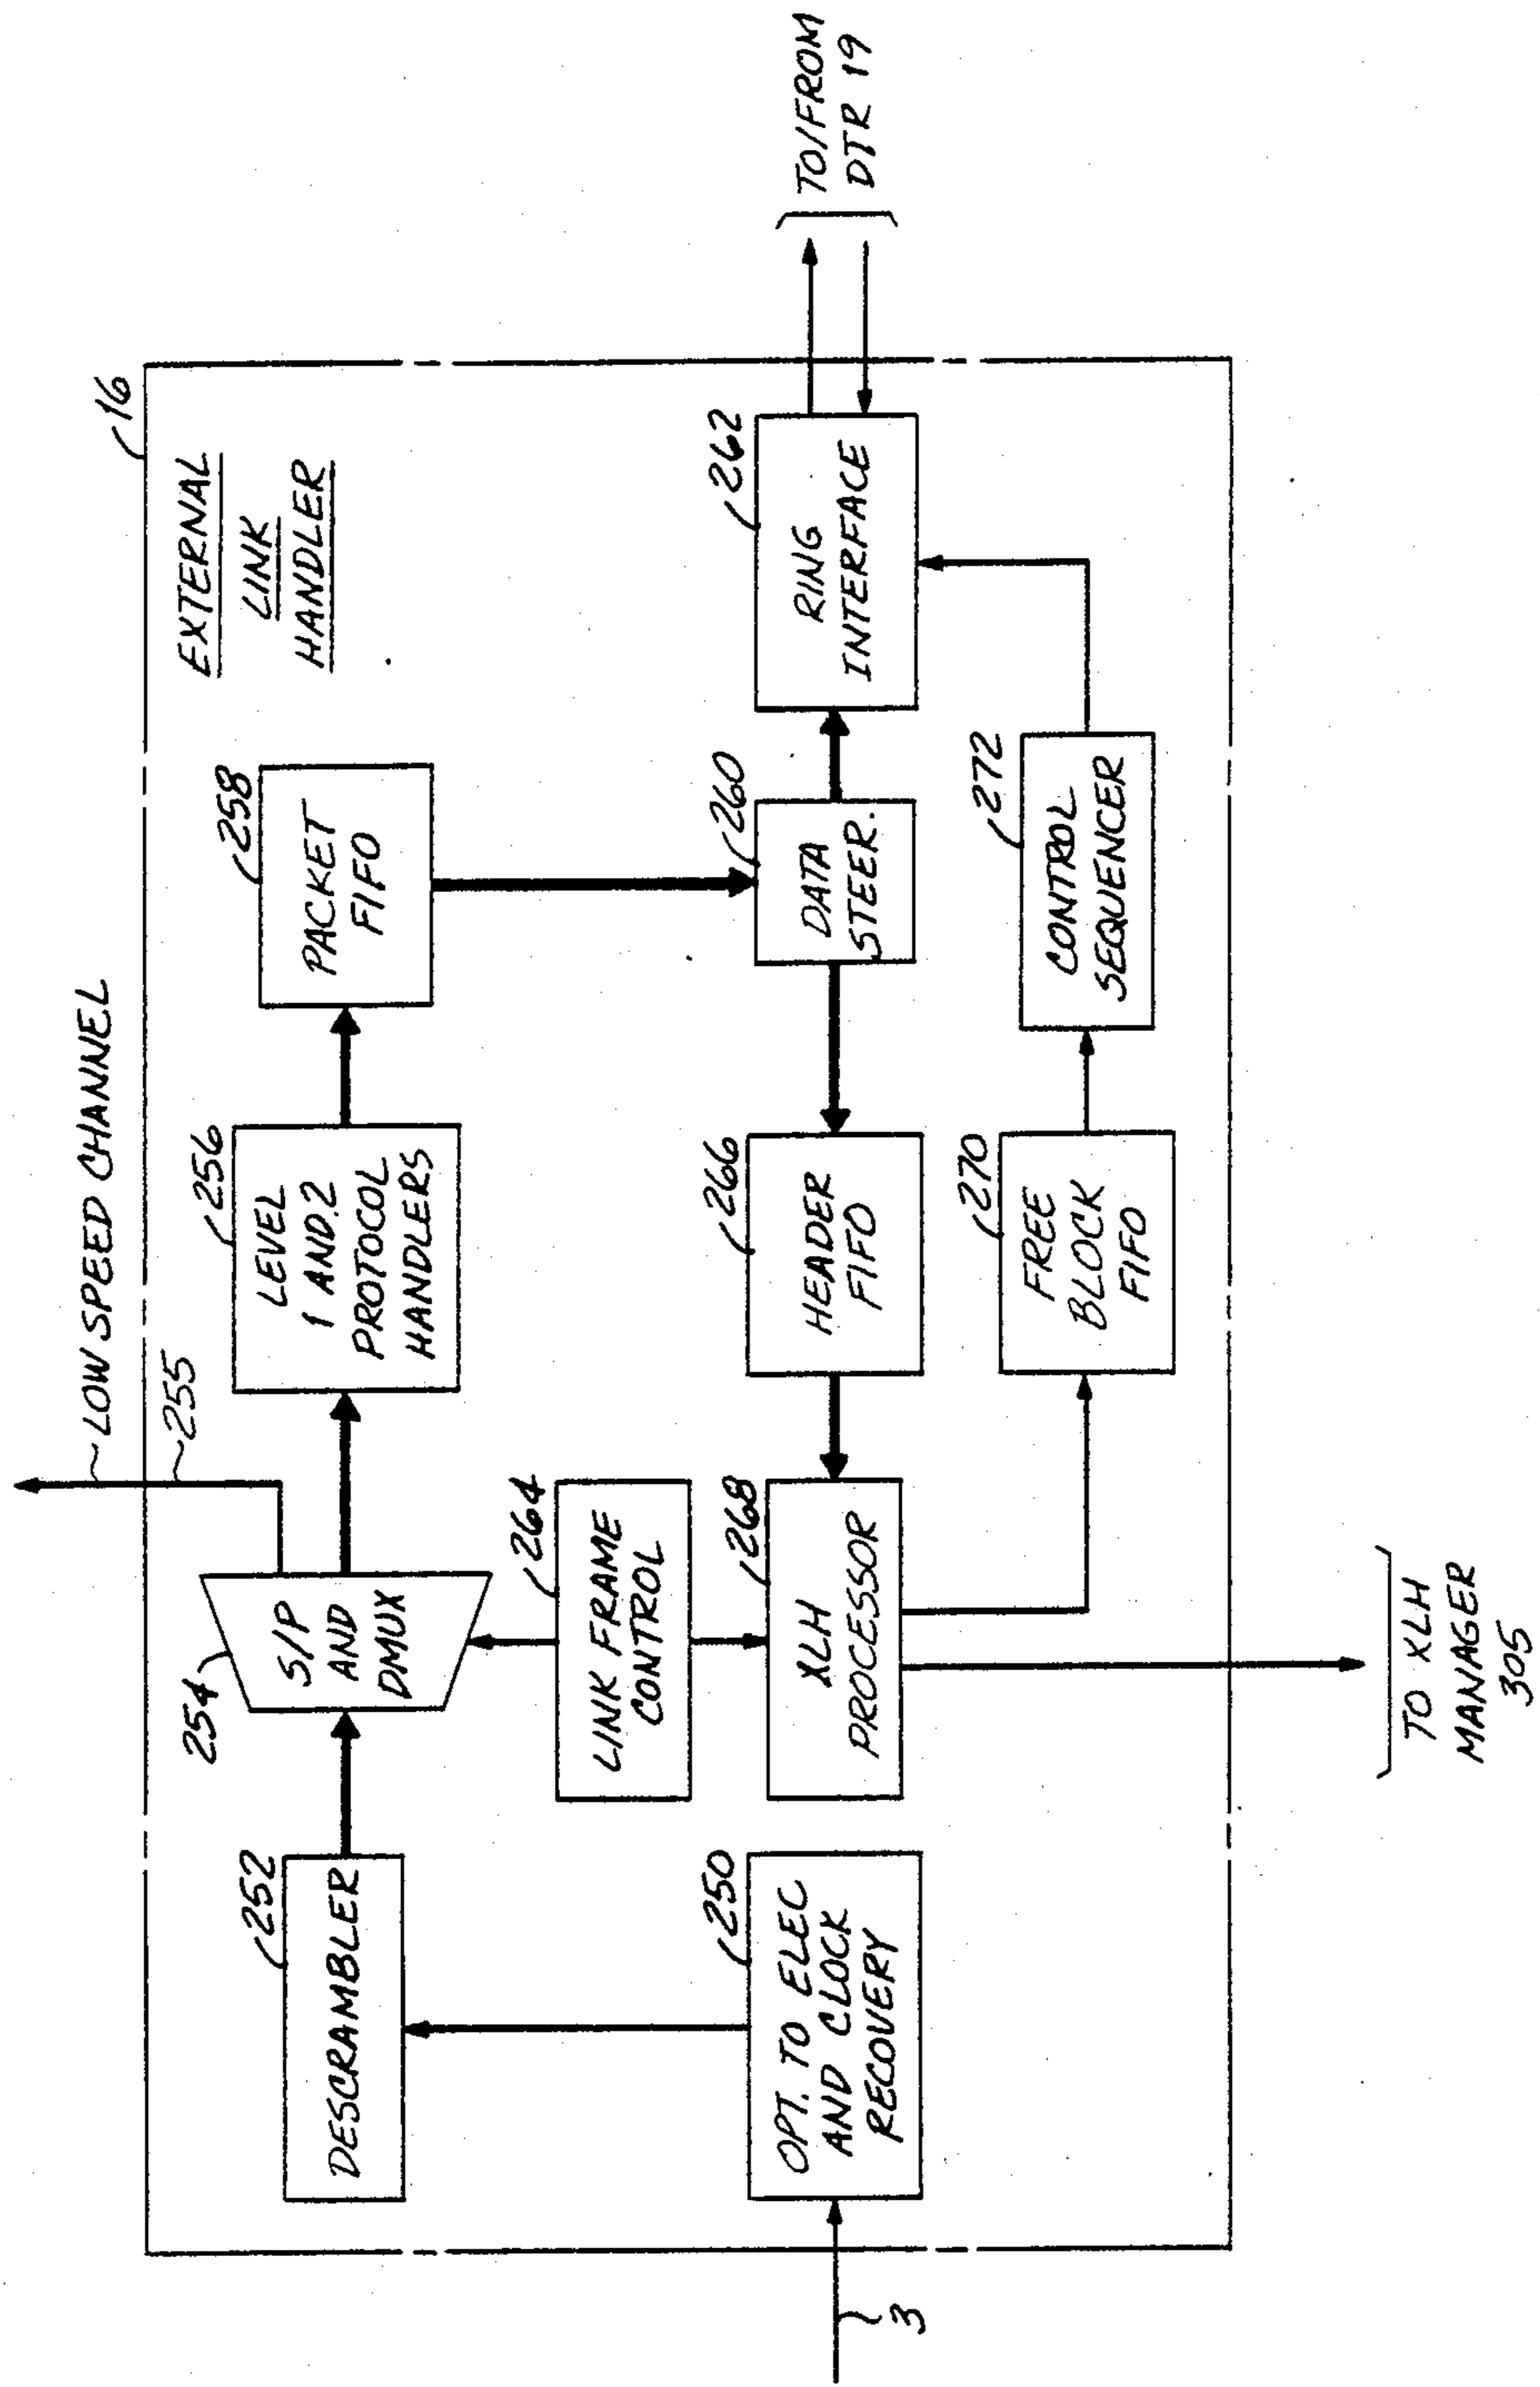 LOW SPEED CHANNEL
255
16
EXTERNAL
LINK
HANDLER
252
DESCRAMBLER
254
S/P
AND
DMUX
256
LEVEL
1 AND.2
PROTOCOL
HANDLERS
258
PACKET
FIFO
264
LINK FRAME
CONTROL
250
OPT. TO ELEC
AND CLOCK
RECOVERY
3
268
XLH
PROCESSOR
266
HEADER
FIFO
260
DATA
STEER.
262
RING
INTERFACE
TO/FROM
DTR 19
270
FREE
BLOCK
FIFO
272
CONTROL
SEQUENCER
TO XLH
MANAGER
305